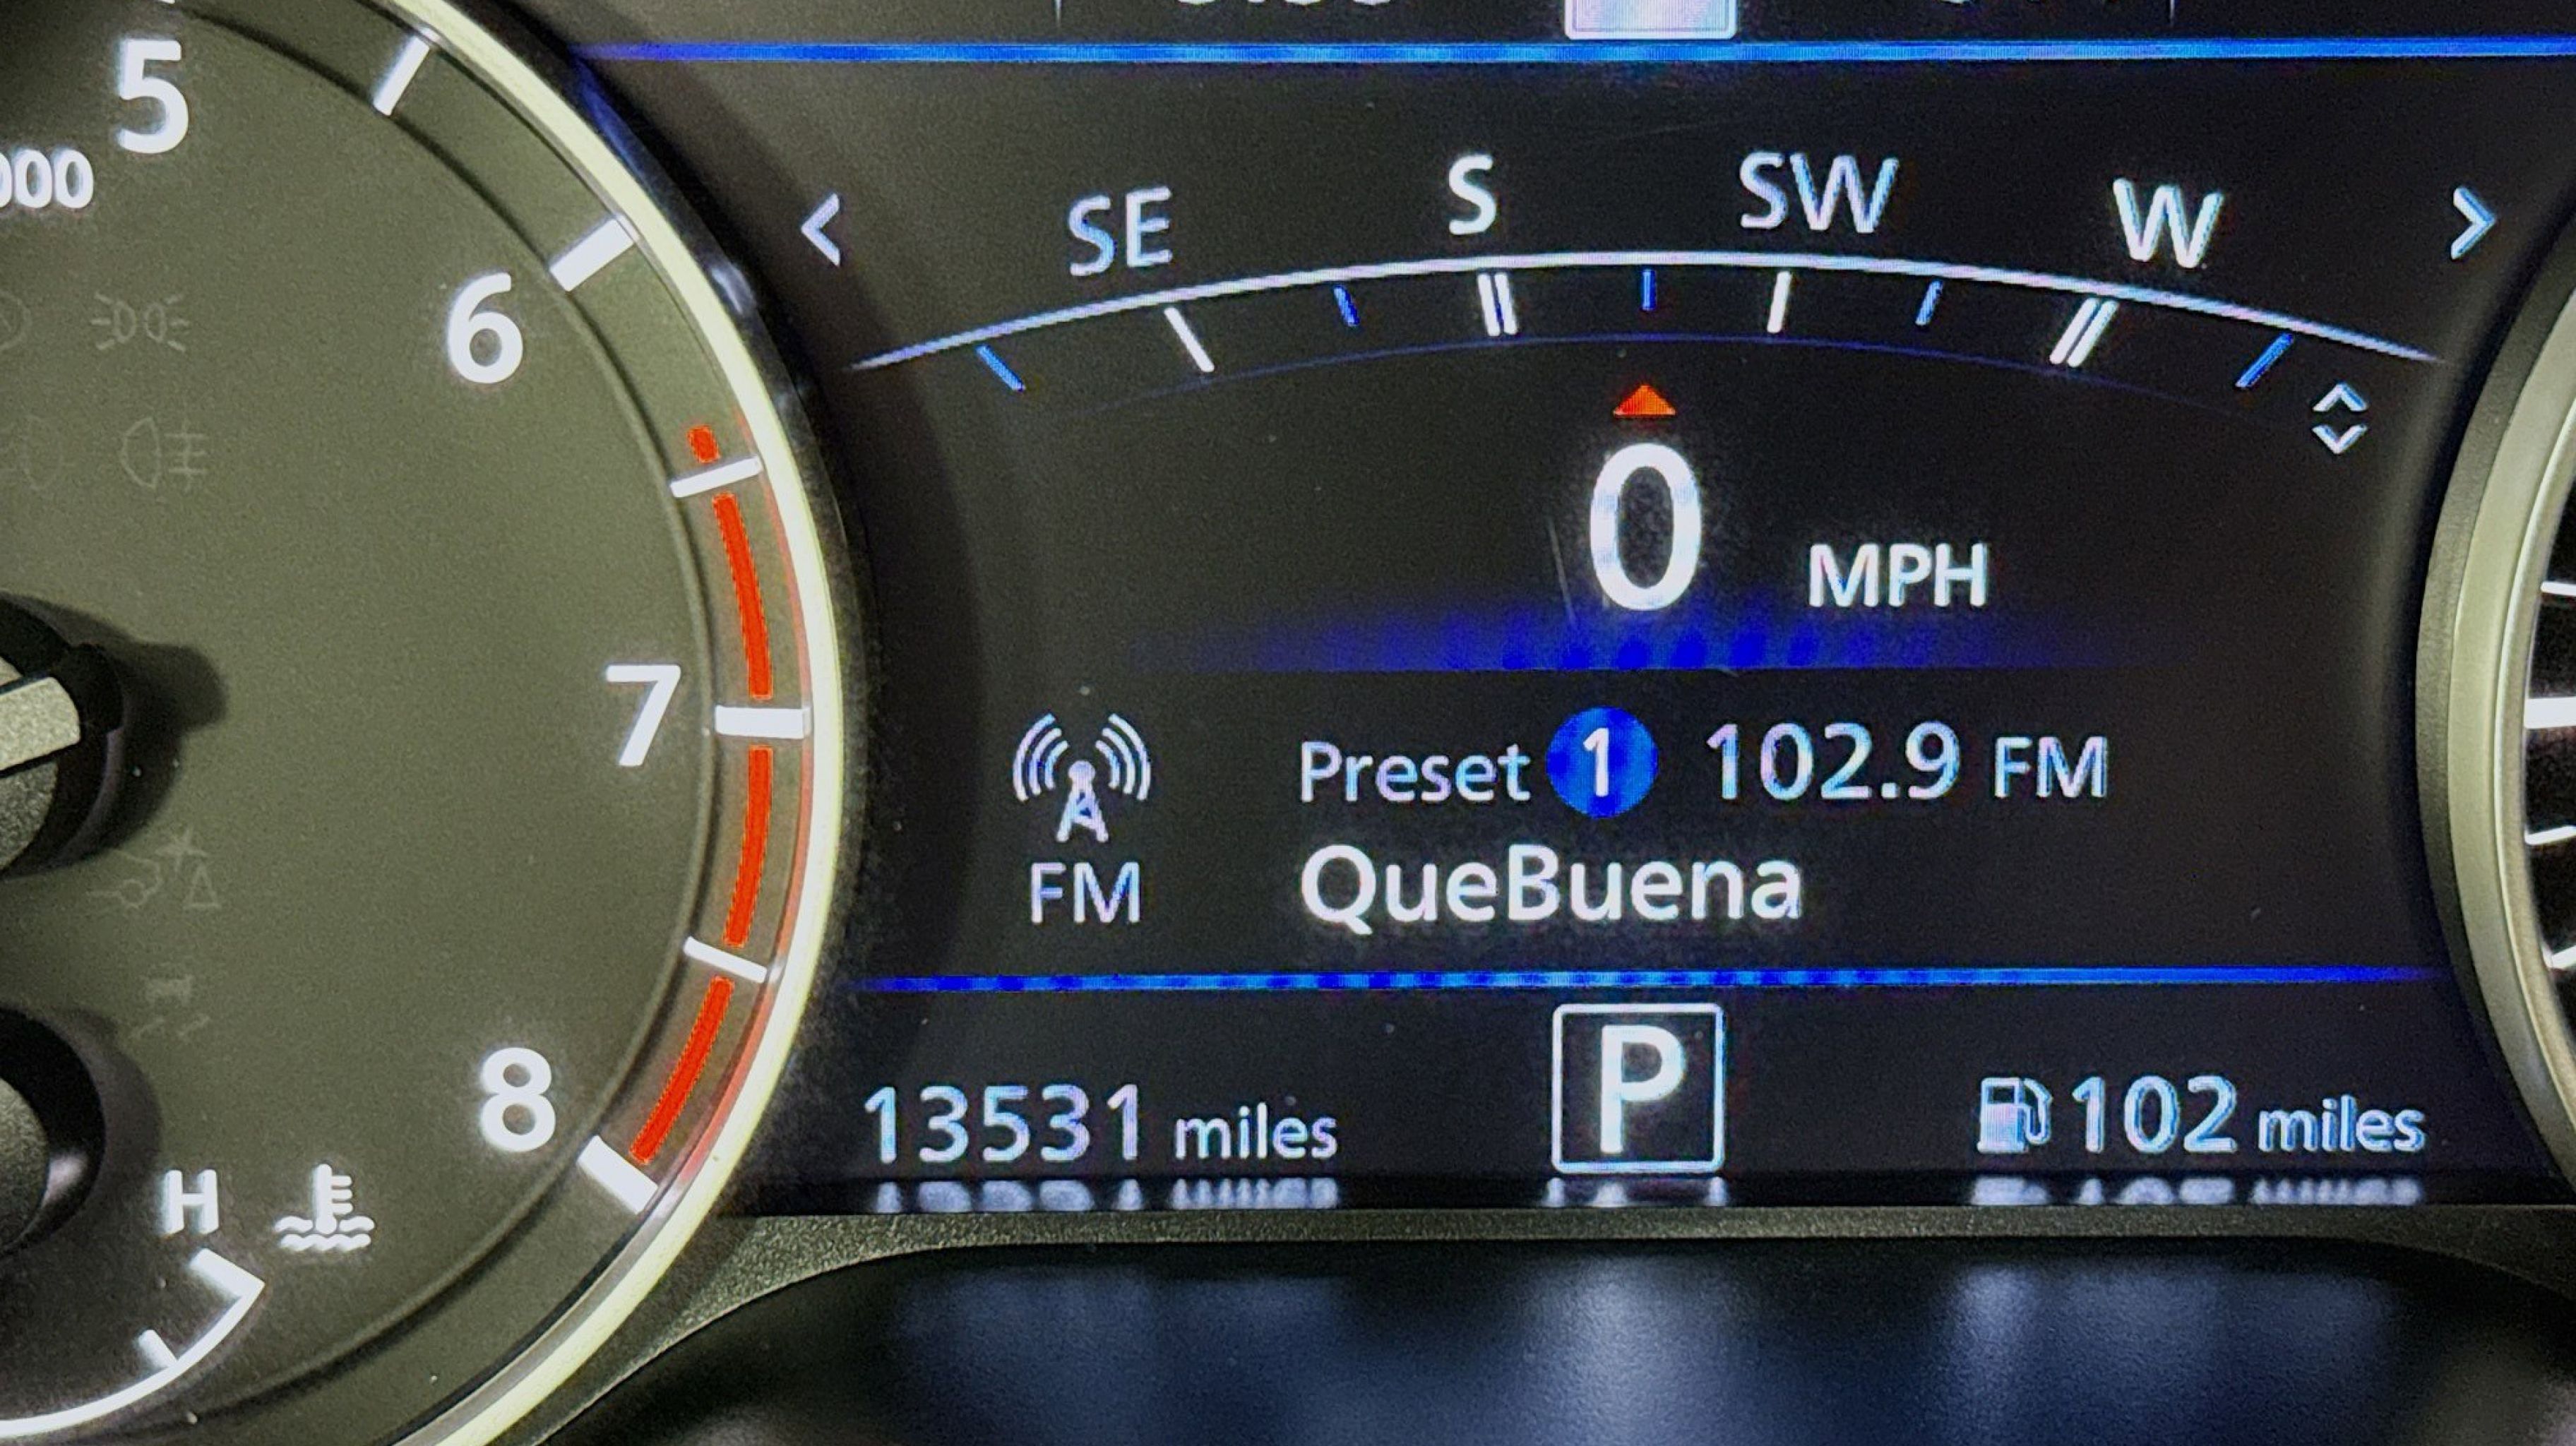 5
000
6
7
8
H
SE S SW W
0 MPH
Preset 1 102.9 FM
FM QueBuena
13531 miles P 102 miles